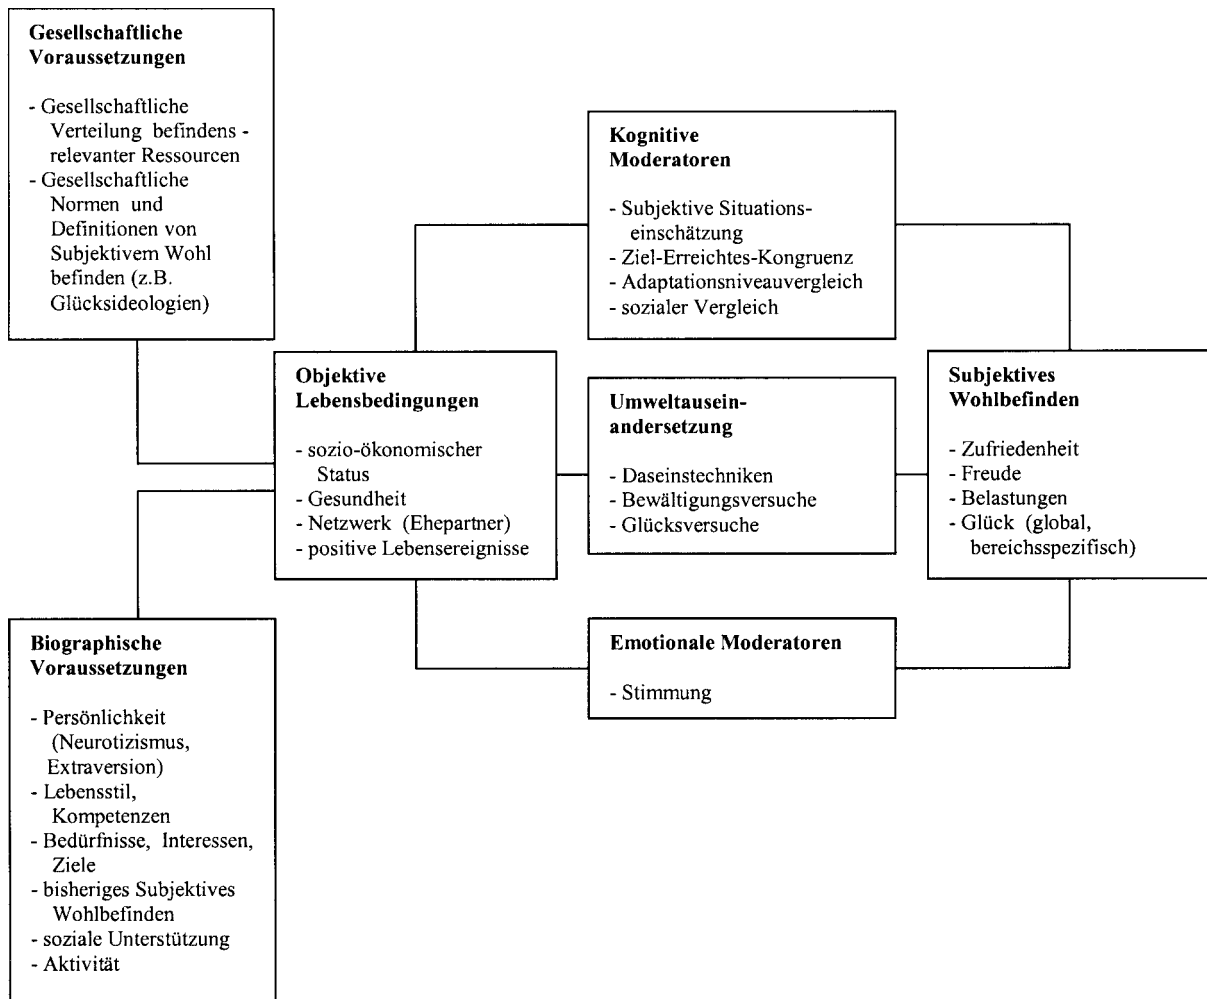 Gesellschaftliche
Voraussetzungen
- Gesellschaftliche
Verteilung befindens -
relevanter Ressourcen
- Gesellschaftliche
Normen und
Definitionen von
Subjektivem Wohl
befinden (z.B.
Glücksideologien)
Kognitive
Moderatoren
- Subjektive Situations-
einschätzung
- Ziel-Erreichtes-Kongruenz
- Adaptationsniveauvergleich
- sozialer Vergleich
Objektive
Lebensbedingungen
- sozio-ökonomischer
Status
- Gesundheit
- Netzwerk (Ehepartner)
- positive Lebensereignisse
Umweltausein-
andersetzung
- Daseinstechniken
- Bewältigungsversuche
- Glücksversuche
Subjektives
Wohlbefinden
- Zufriedenheit
- Freude
- Belastungen
- Glück (global,
bereichsspezifisch)
Biographische
Voraussetzungen
- Persönlichkeit
(Neurotizismus,
Extraversion)
- Lebensstil,
Kompetenzen
- Bedürfnisse, Interessen,
Ziele
- bisheriges Subjektives
Wohlbefinden
- soziale Unterstützung
- Aktivität
Emotionale Moderatoren
- Stimmung